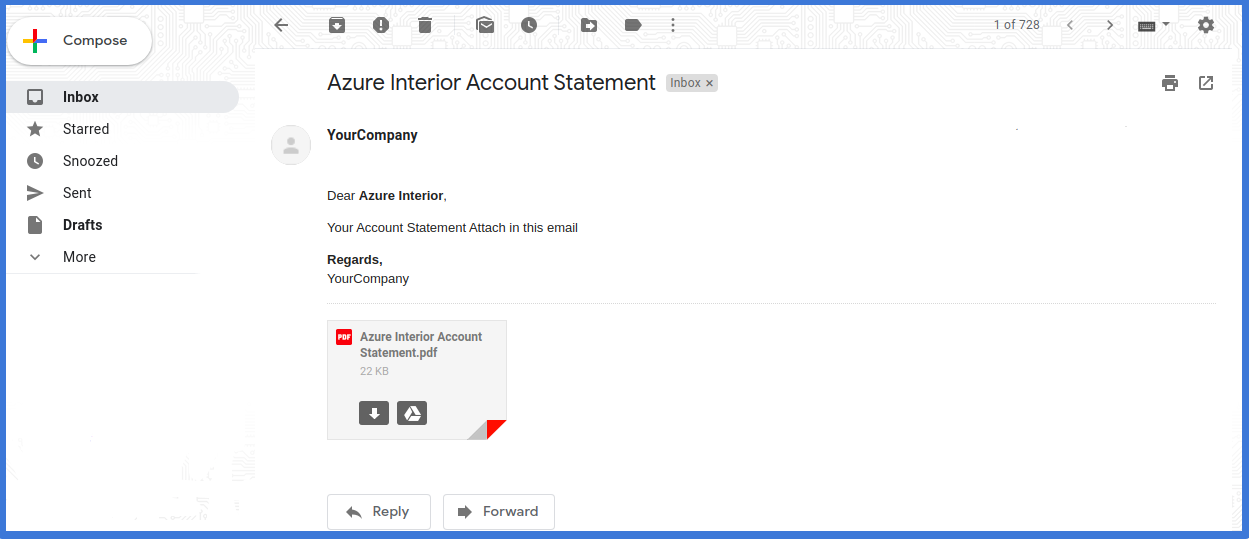 Compose
1 of 728
Inbox
Starred
Snoozed
Sent
Drafts
More
Azure Interior Account Statement
Inbox ×
YourCompany
Dear Azure Interior,
Your Account Statement Attach in this email
Regards,
YourCompany
PDF
Azure Interior Account
Statement.pdf
22 KB
Reply
Forward